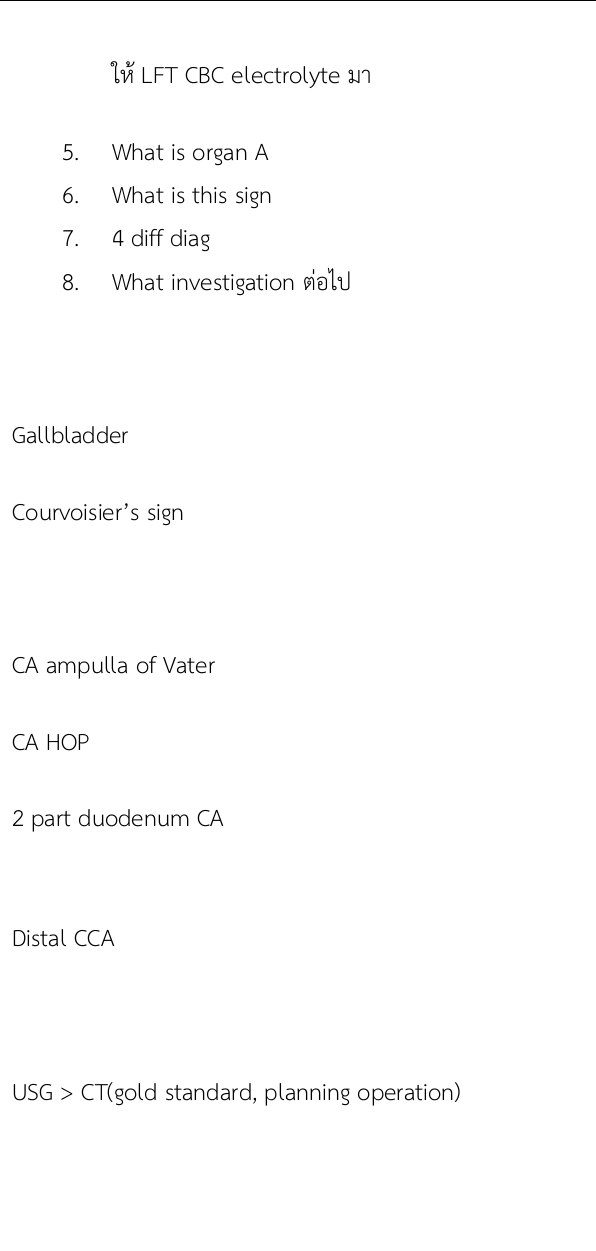 ให้ LFT CBC electrolyte มา
5. What is organ A
6. What is this sign
7. 4 diff diag
8. What investigation ต่อไป
Gallbladder
Courvoisier’s sign
CA ampulla of Vater
CA HOP
2 part duodenum CA
Distal CCA
USG > CT(gold standard, planning operation)